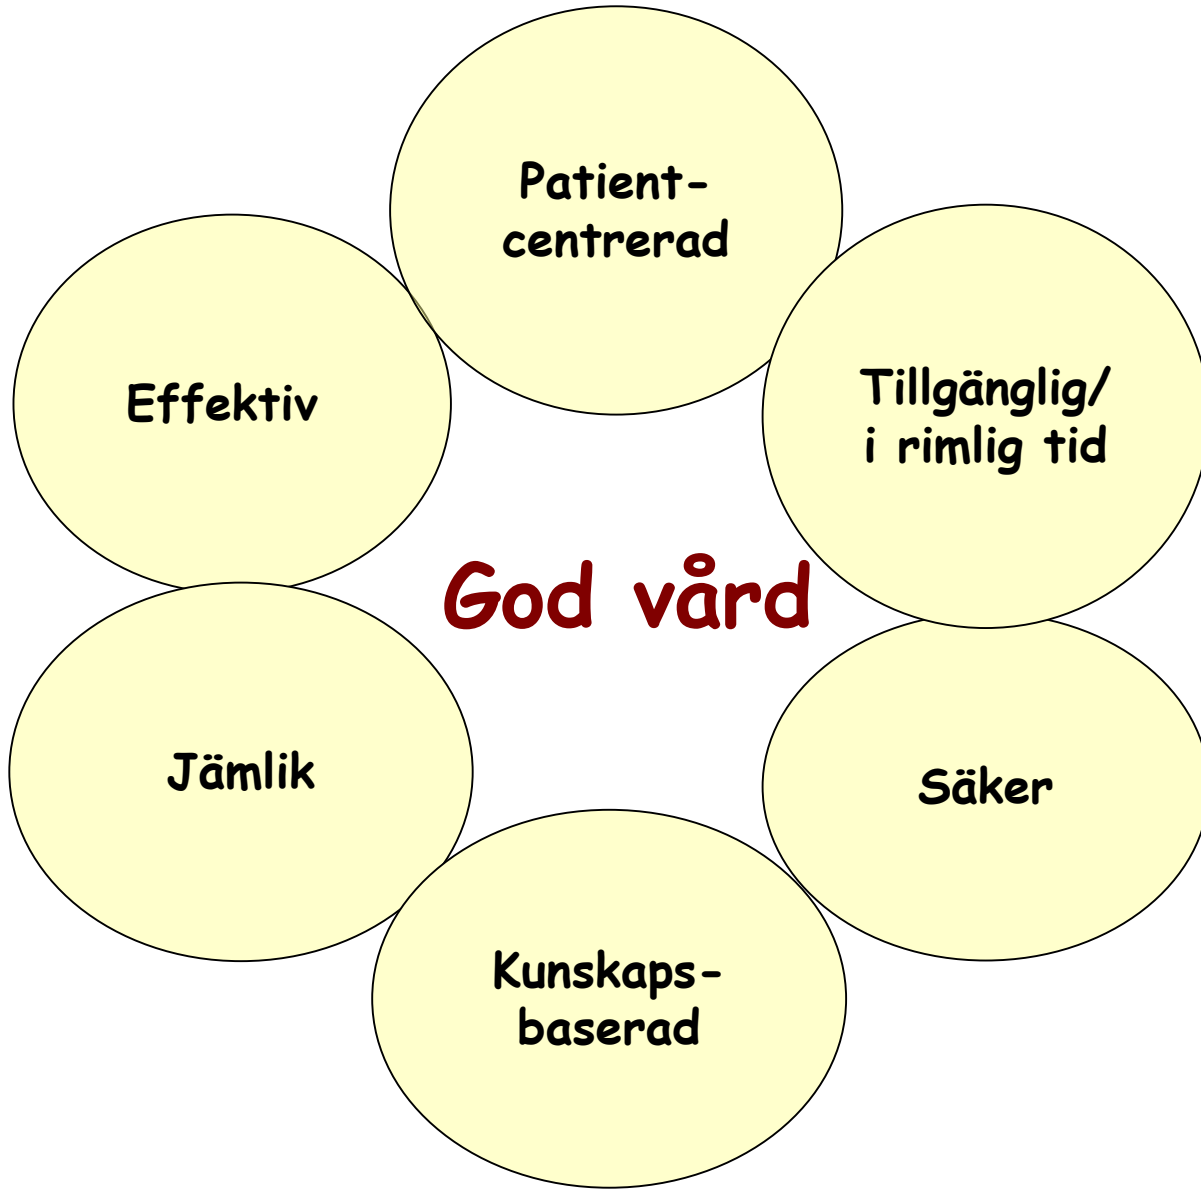 Patient-
centrerad
Effektiv
Tillgänglig/
i rimlig tid
God vård
Jämlik
Säker
Kunskaps-
baserad